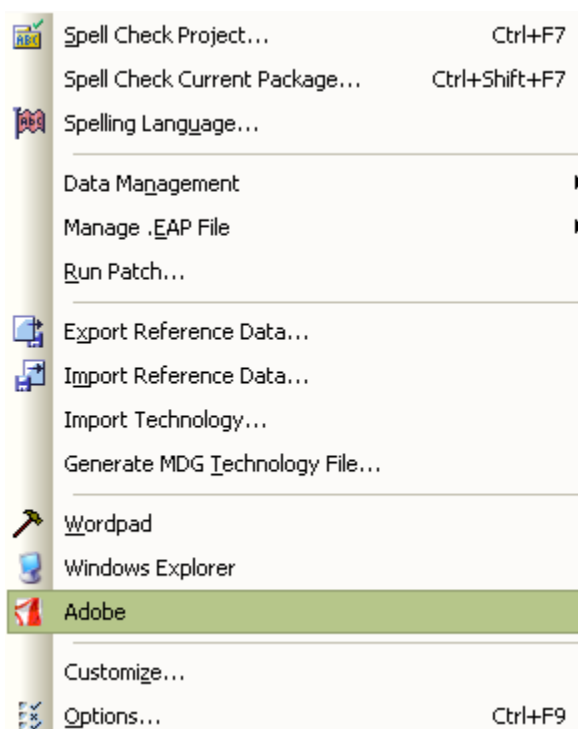 Spell Check Project... Ctrl+F7
Spell Check Current Package... Ctrl+Shift+F7
Spelling Language...
Data Management
Manage .EAP File
Run Patch...
Export Reference Data...
Import Reference Data...
Import Technology...
Generate MDG Technology File...
Wordpad
Windows Explorer
Adobe
Customize...
Options... Ctrl+F9